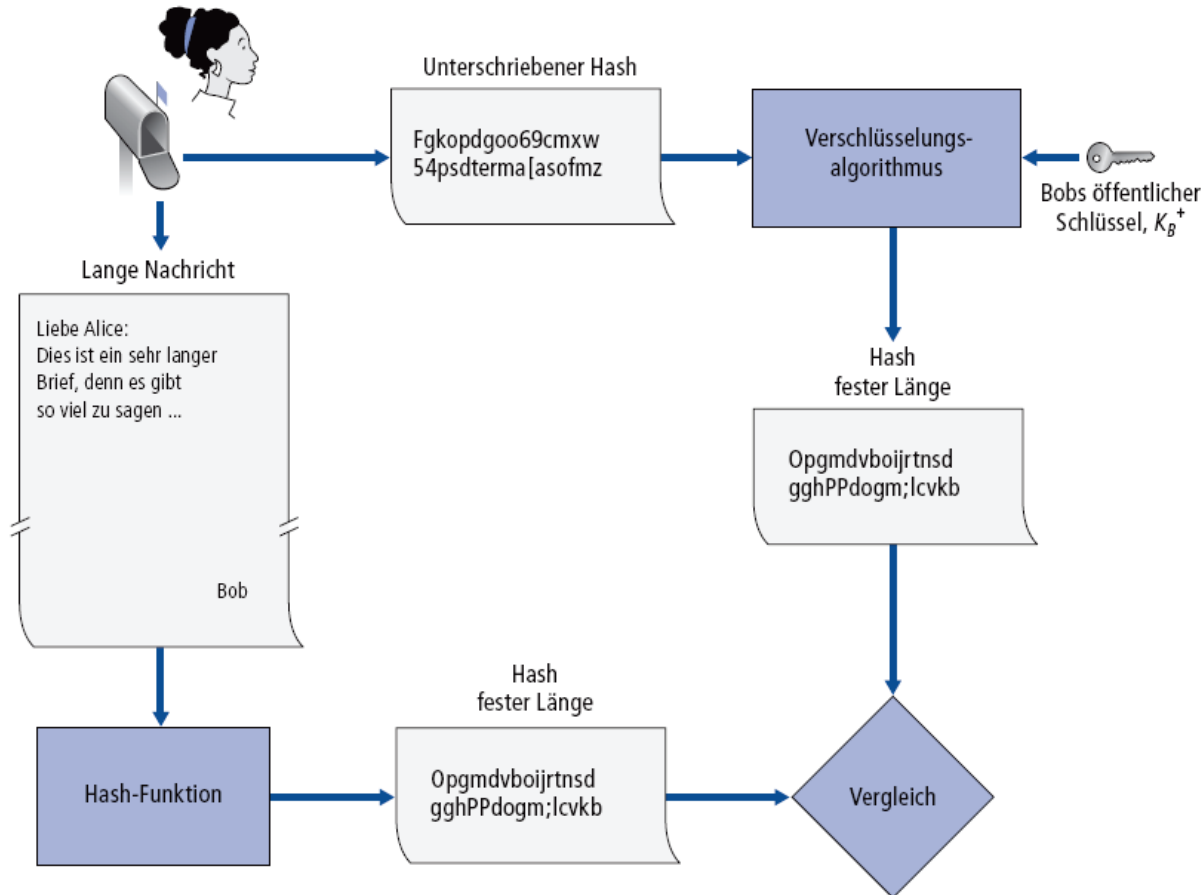 Unterschriebener Hash
Fgkopdgoo69cmxw
54psdterma[asofmz
Verschlüsselungs-
algorithmus
Bobs öffentlicher
Schlüssel, K_B^+
Lange Nachricht
Liebe Alice:
Dies ist ein sehr langer
Brief, denn es gibt
so viel zu sagen ...
Bob
Hash
fester Länge
Opgmdvboijrtnsd
gghPPdogm;lcvkb
Hash-Funktion
Hash
fester Länge
Opgmdvboijrtnsd
gghPPdogm;lcvkb
Vergleich